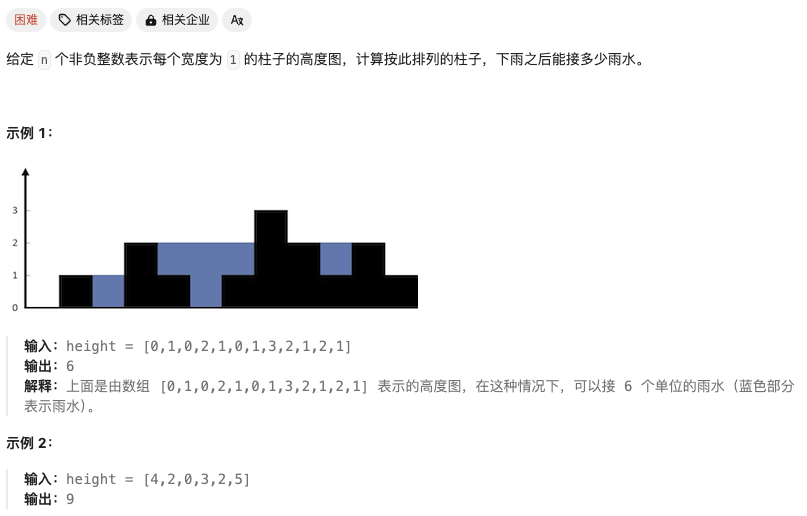 困难 相关标签 相关企业 Ax
给定 n 个非负整数表示每个宽度为 1 的柱子的高度图，计算按此排列的柱子，下雨之后能接多少雨水。
示例 1：
3
2
1
0
输入：height = [0,1,0,2,1,0,1,3,2,1,2,1]
输出：6
解释：上面是由数组 [0,1,0,2,1,0,1,3,2,1,2,1] 表示的高度图，在这种情况下，可以接 6 个单位的雨水（蓝色部分
表示雨水）。
示例 2：
输入：height = [4,2,0,3,2,5]
输出：9